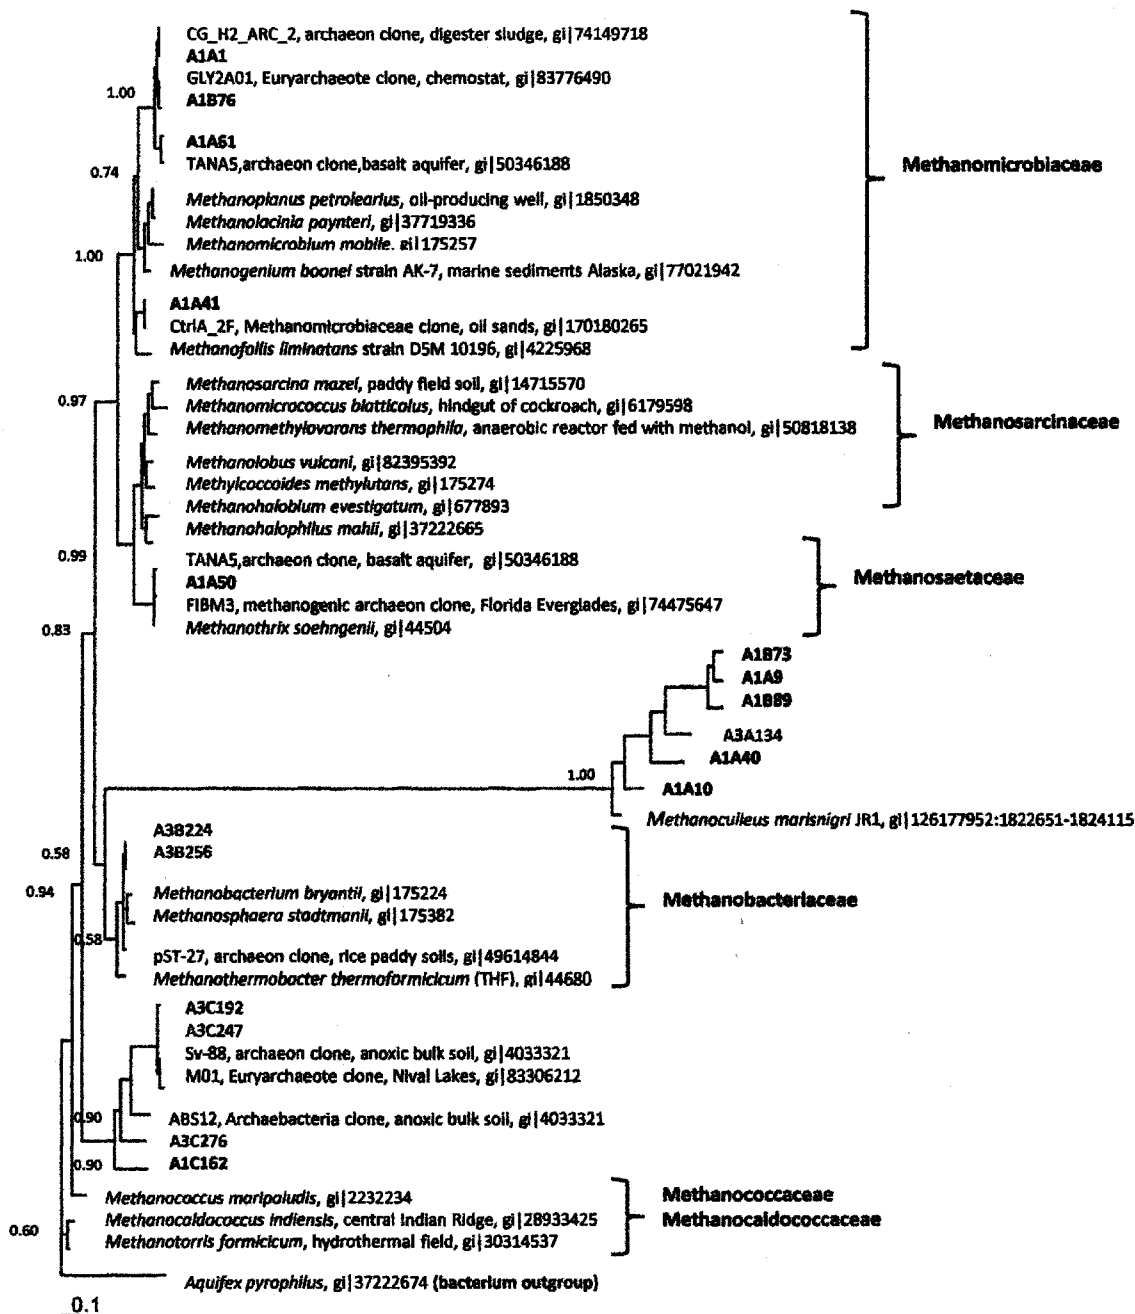 CG_H2_ARC_2, archaeon clone, digester sludge, gi|74149718
A1A1
GLY2A01, Euryarchaeote clone, chemostat, gi|83776490
1.00
A1B76
A1A61
TANA5,archaeon clone,basalt aquifer, gi|50346188
Methanomicrobiaceae
0.74
Methanoplanus petrolearius, oil-producing well, gi|1850348
Methanolacinia paynteri, gi|37719336
Methanomicrobium mobile. gi|175257
1.00
Methanogenium boonei strain AK-7, marine sediments Alaska, gi|77021942
A1A41
CtrlA_2F, Methanomicrobiaceae clone, oil sands, gi|170180265
Methanofollis liminatans strain D5M 10196, gi|4225968
Methanosarcina mazei, paddy field soil, gi|14715570
0.97
Methanomicrococcus blatticolus, hindgut of cockroach, gi|6179598
Methanosarcinaceae
Methanomethylovorans thermophila, anaerobic reactor fed with methanol, gi|50818138
Methanolobus vulcani, gi|82395392
Methylcoccoides methylutans, gi|175274
Methanohalobium evestigatum, gi|677893
Methanohalophilus mahii, gi|37222665
0.99
TANA5,archaeon clone, basalt aquifer, gi|50346188
A1A50
Methanosaetaceae
FIBM3, methanogenic archaeon clone, Florida Everglades, gi|74475647
0.83
Methanothrix soehngenii, gi|44504
A1B73
A1A9
A1B89
A3A134
A1A40
1.00
A1A10
Methanoculleus marisnigri JR1, gi|126177952:1822651-1824115
A3B224
0.58
A3B256
0.94
Methanobacterium bryantii, gi|175224
Methanobacteriaceae
Methanosphaera stadtmanii, gi|175382
0.58
pST-27, archaeon clone, rice paddy soils, gi|49614844
Methanothermobacter thermoformicicum (THF), gi|44680
A3C192
A3C247
Sv-88, archaeon clone, anoxic bulk soil, gi|4033321
M01, Euryarchaeote clone, Nival Lakes, gi|83306212
0.90
ABS12, Archaebacteria clone, anoxic bulk soil, gi|4033321
A3C276
0.90
A1C162
Methanococcus maripaludis, gi|2232234
Methanococcaceae
Methanocaldococcus indiensis, central Indian Ridge, gi|28933425
Methanocaldococcaceae
0.60
Methanotorris formicicum, hydrothermal field, gi|30314537
Aquifex pyrophilus, gi|37222674 (bacterium outgroup)
0.1